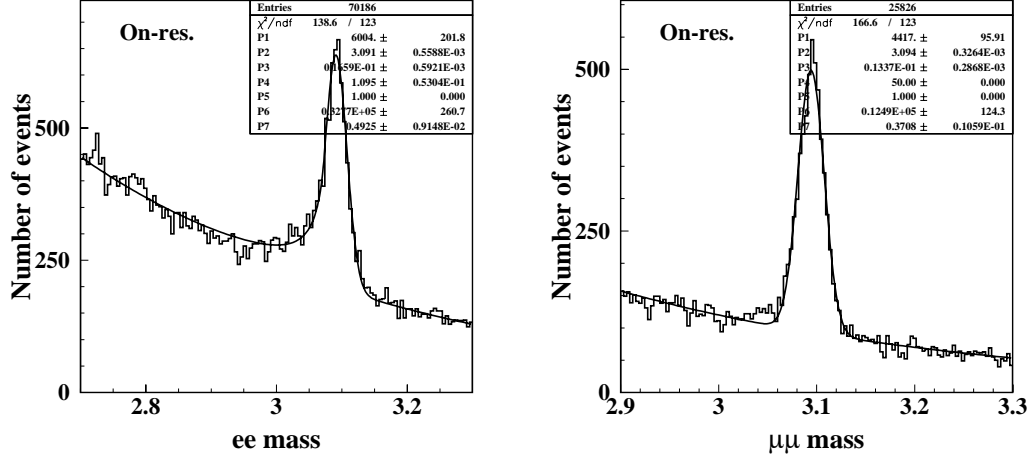 Entries 70186
χ²/ndf 138.6 / 123
P1 6004. ± 201.8
P2 3.091 ± 0.5588E-03
P3 0.1659E-01 ± 0.5921E-03
P4 1.095 ± 0.5304E-01
P5 1.000 ± 0.000
P6 0.3277E+05 ± 260.7
P7 0.4925 ± 0.9148E-02
On-res.
Number of events
500
250
0
2.8 3 3.2
ee mass
Entries 25826
χ²/ndf 166.6 / 123
P1 4417. ± 95.91
P2 3.094 ± 0.3264E-03
P3 0.1337E-01 ± 0.2868E-03
P4 50.00 ± 0.000
P5 1.000 ± 0.000
P6 0.1249E+05 ± 124.3
P7 0.3708 ± 0.1059E-01
On-res.
Number of events
500
250
0
2.9 3 3.1 3.2 3.3
μμ mass